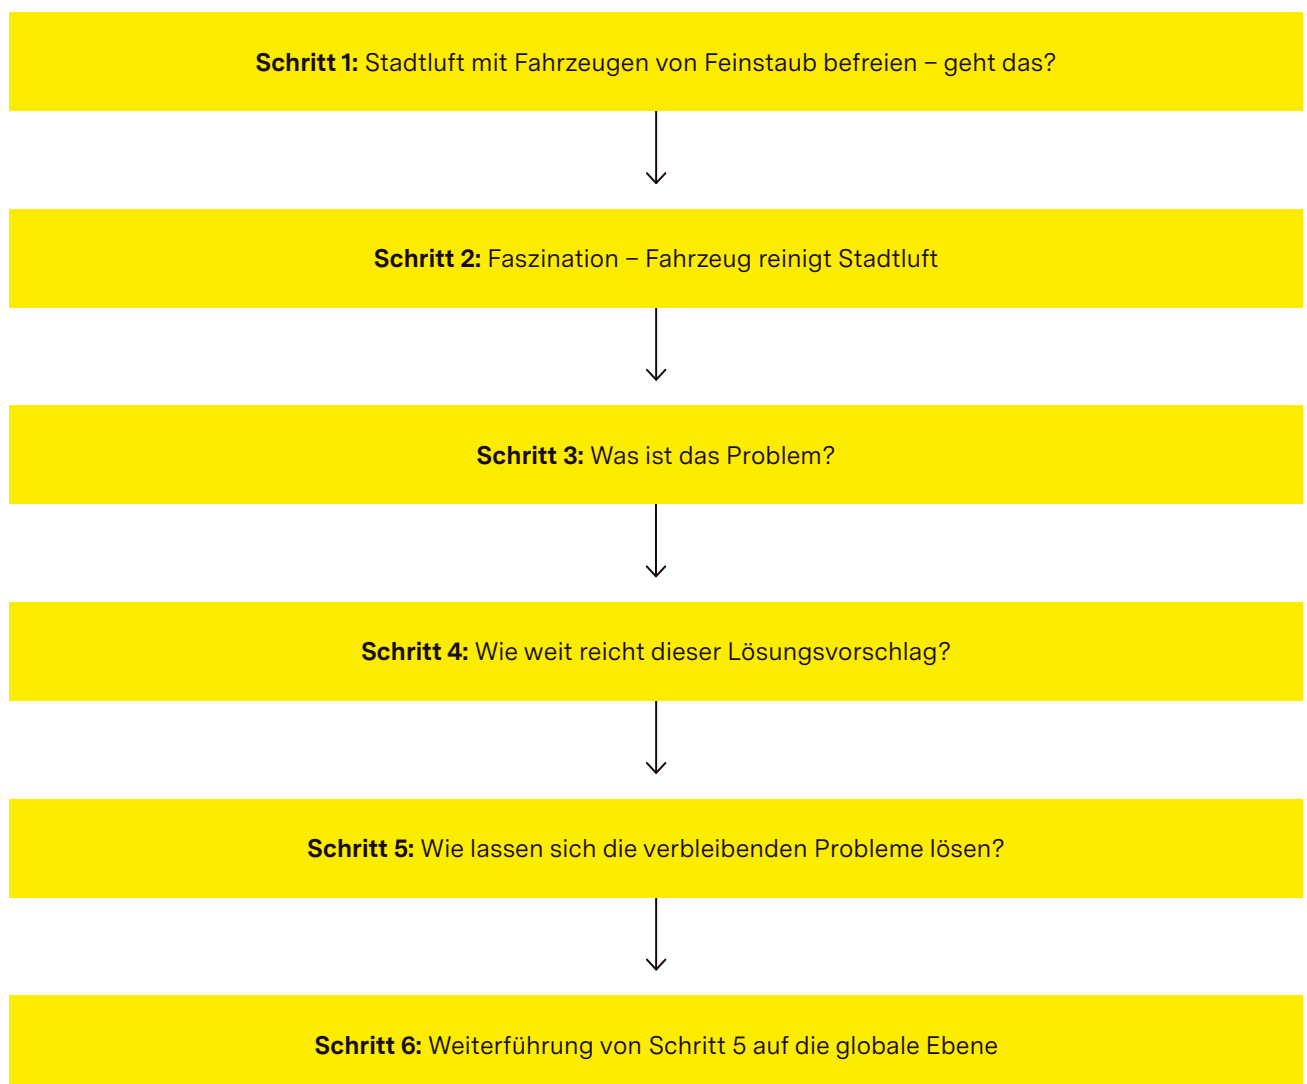 Schritt 1: Stadtluft mit Fahrzeugen von Feinstaub befreien – geht das?
Schritt 2: Faszination – Fahrzeug reinigt Stadtluft
Schritt 3: Was ist das Problem?
Schritt 4: Wie weit reicht dieser Lösungsvorschlag?
Schritt 5: Wie lassen sich die verbleibenden Probleme lösen?
Schritt 6: Weiterführung von Schritt 5 auf die globale Ebene